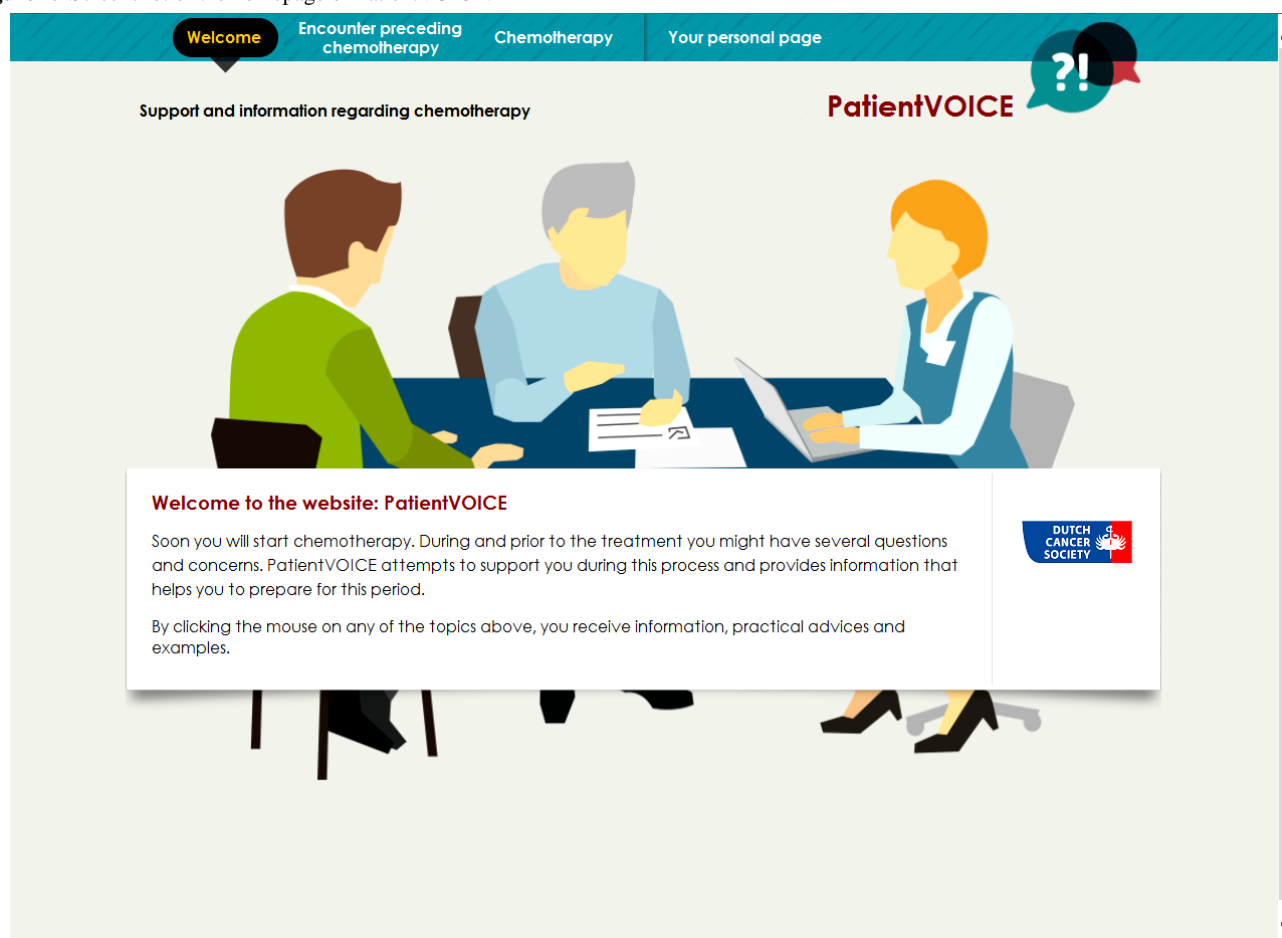 Welcome
Encounter preceding
chemotherapy
Chemotherapy
Your personal page
?!
Support and information regarding chemotherapy
PatientVOICE
Welcome to the website: PatientVOICE
Soon you will start chemotherapy. During and prior to the treatment you might have several questions
and concerns. PatientVOICE attempts to support you during this process and provides information that
helps you to prepare for this period.
By clicking the mouse on any of the topics above, you receive information, practical advices and
examples.
DUTCH
CANCER
SOCIETY